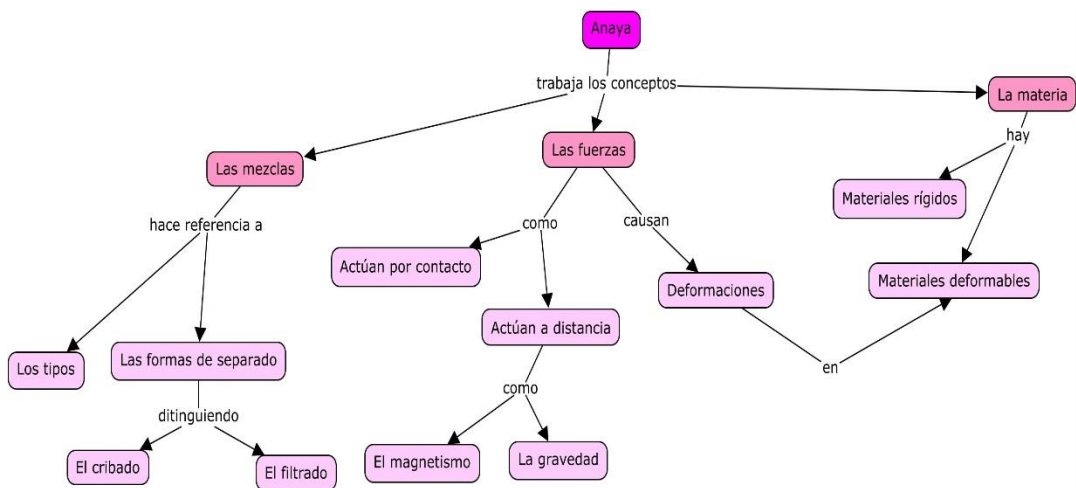 Anaya
trabaja los conceptos
La materia
Las mezclas
Las fuerzas
hay
Materiales rígidos
hace referencia a
como
causan
Actúan por contacto
Deformaciones
Materiales deformables
Los tipos
Las formas de separado
Actúan a distancia
en
ditinguiendo
como
El cribado
El filtrado
El magnetismo
La gravedad